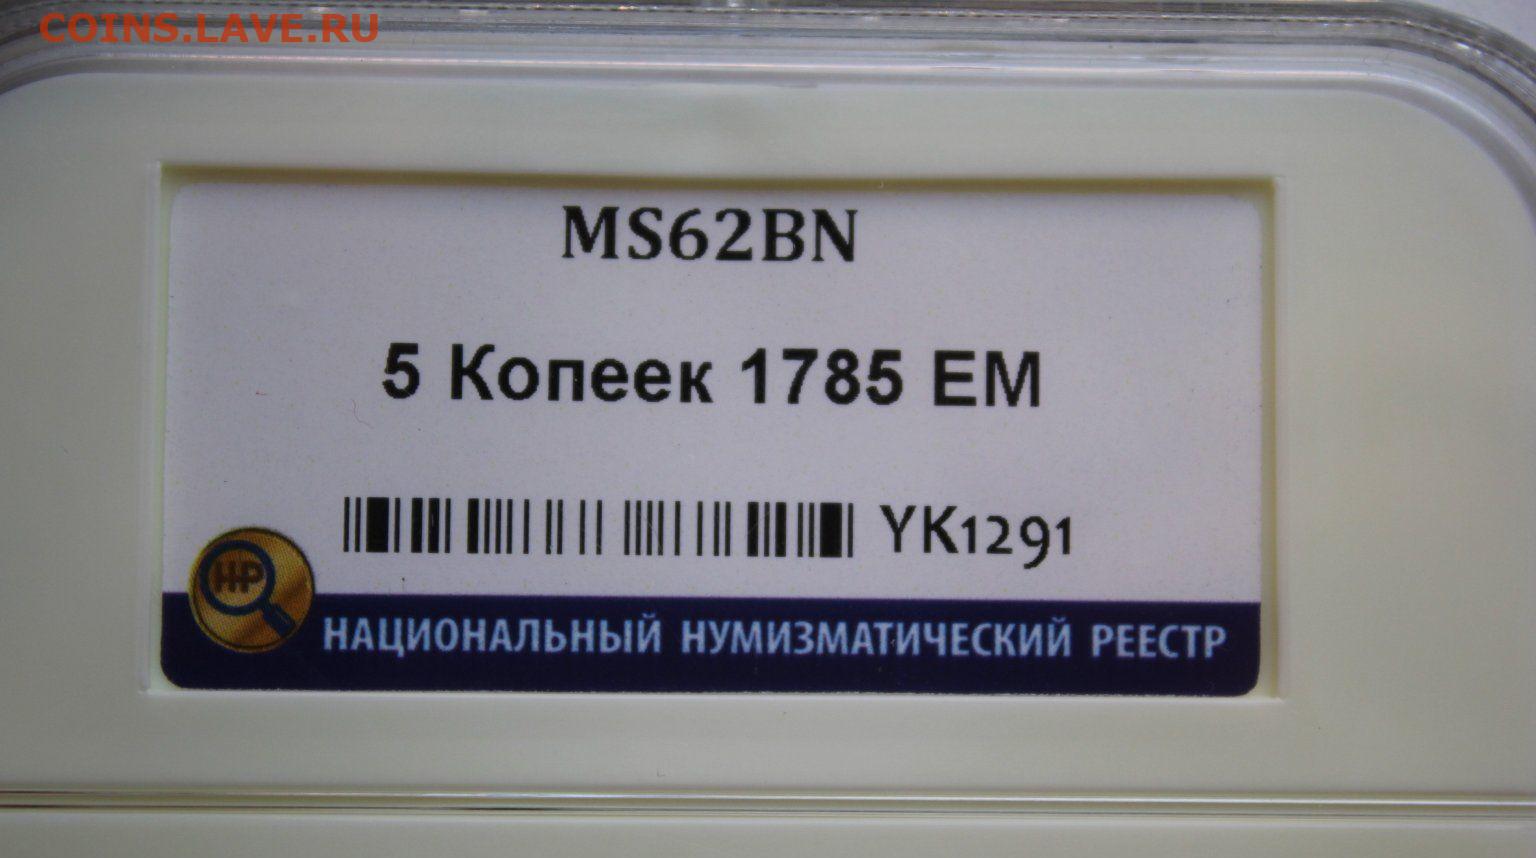 COINS.LAVE.RU
MS62BN
5 Копеек 1785 ЕМ
YK1291
НР
НАЦИОНАЛЬНЫЙ НУМИЗМАТИЧЕСКИЙ РЕЕСТР